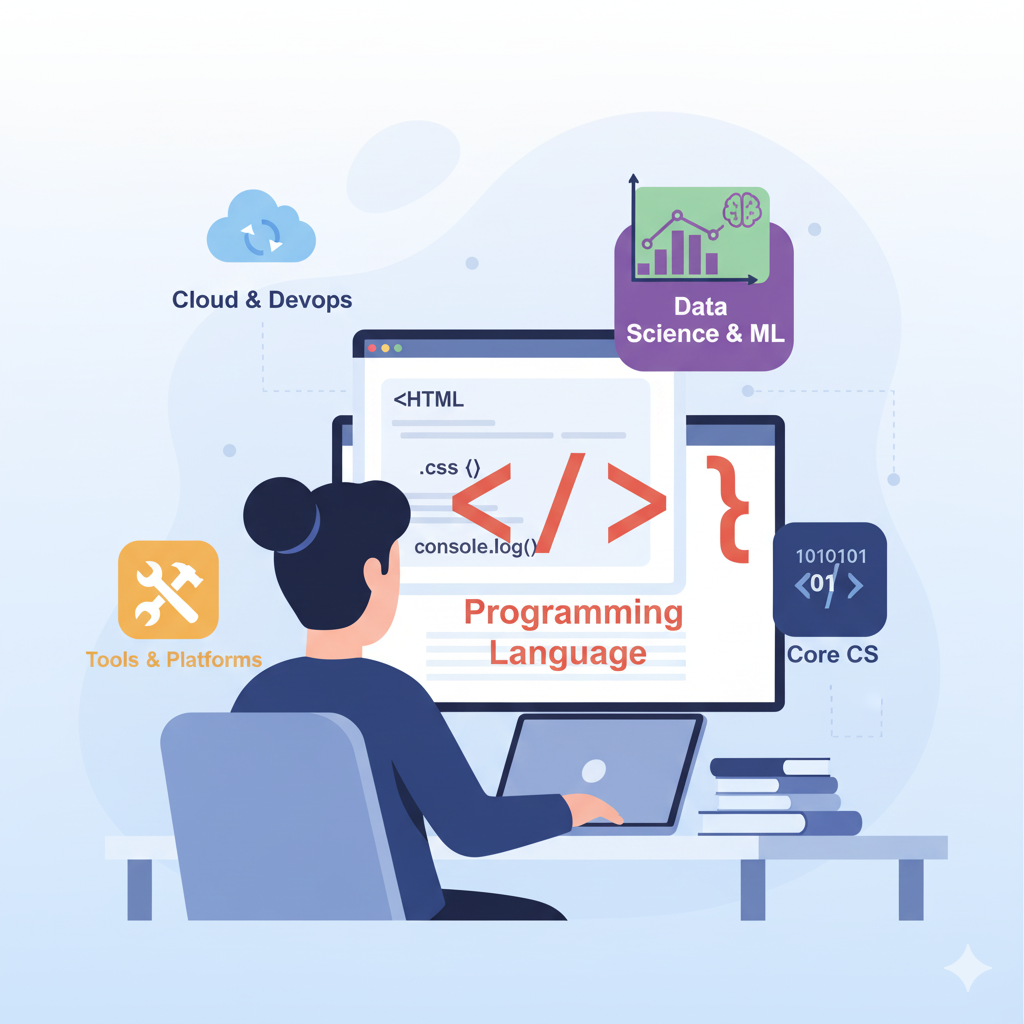 Cloud & Devops
Data
Science & ML
<HTML
.css {}
</> }
console.log()
1010101
<01/>
Programming
Language
Tools & Platforms
Core CS